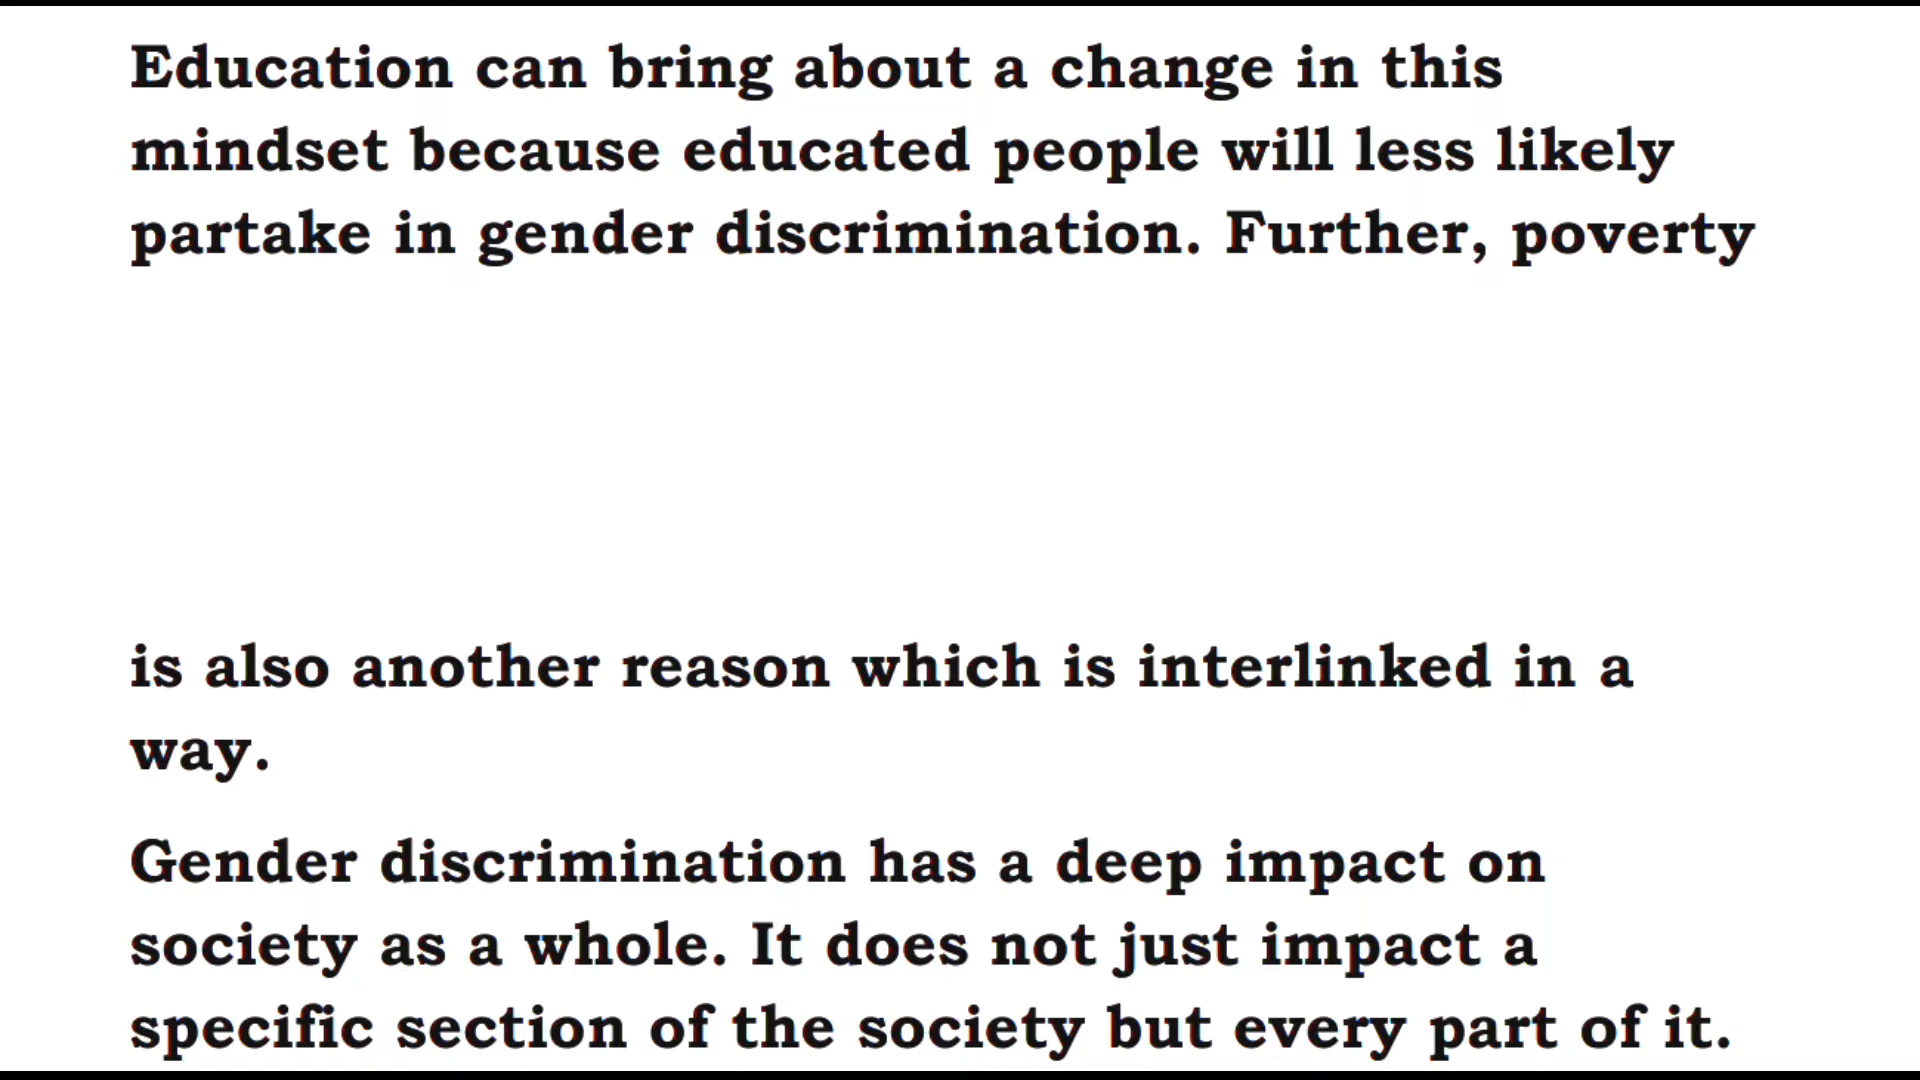 Education can bring about a change in this
mindset because educated people will less likely
partake in gender discrimination. Further, poverty
is also another reason which is interlinked in a
way.
Gender discrimination has a deep impact on
society as a whole. It does not just impact a
specific section of the society but every part of it.